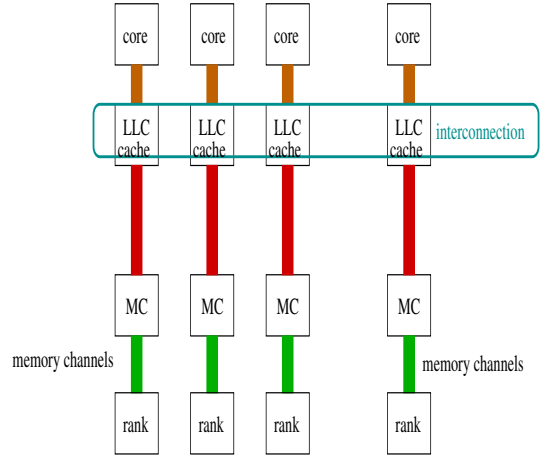 core core core core
LLC LLC LLC LLC interconnection
cache cache cache cache
MC MC MC MC
memory channels memory channels
rank rank rank rank